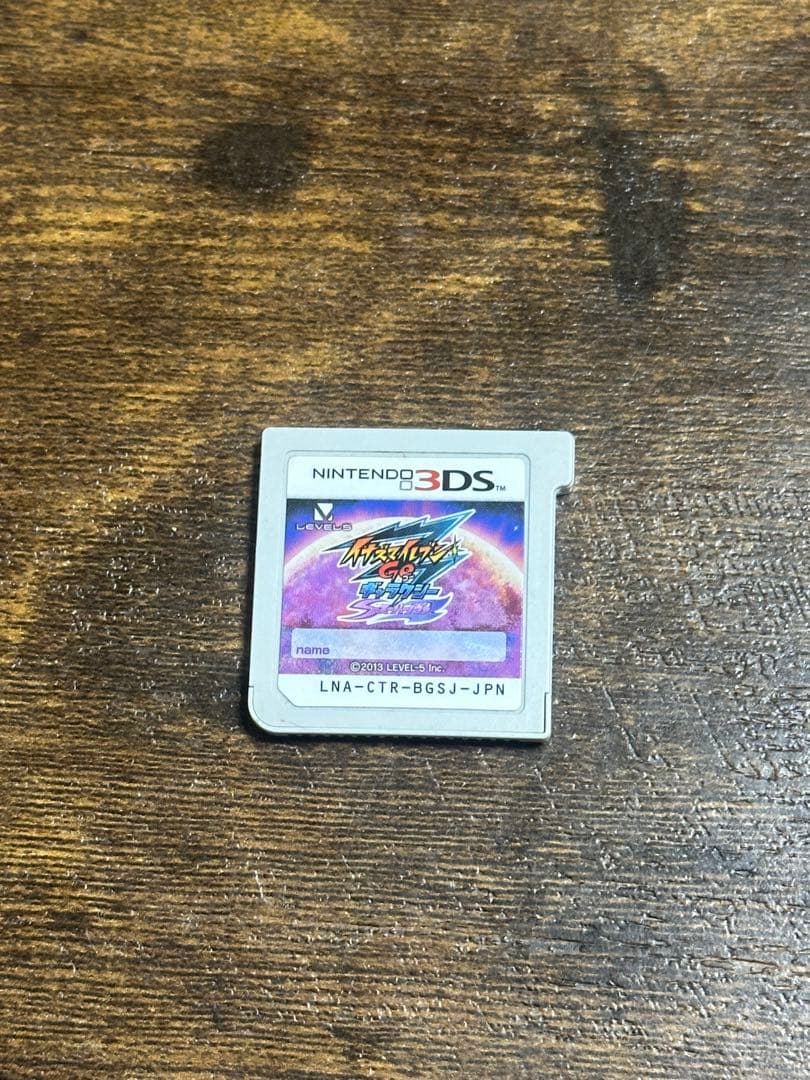 NINTENDO 3DS™
LEVEL5
イナズマイレブン
GO
ギャラクシー
name
©2013 LEVEL-5 Inc.
LNA-CTR-BGSJ-JPN